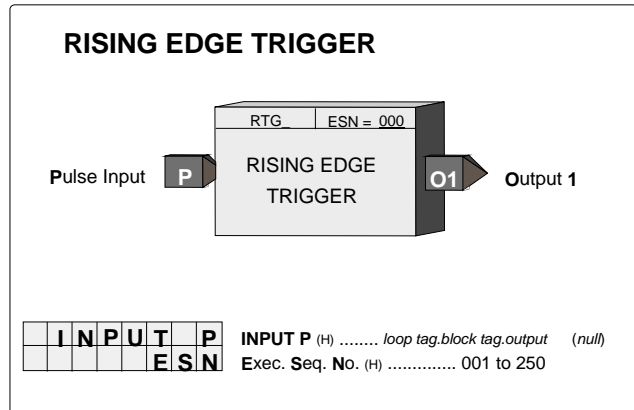 RISING EDGE TRIGGER
RTG_ ESN = 000
Pulse Input P RISING EDGE TRIGGER O1 Output 1
INPUT P INPUT P (H) ........ loop tag.block tag.output (null)
ESN Exec. Seq. No. (H) .............. 001 to 250